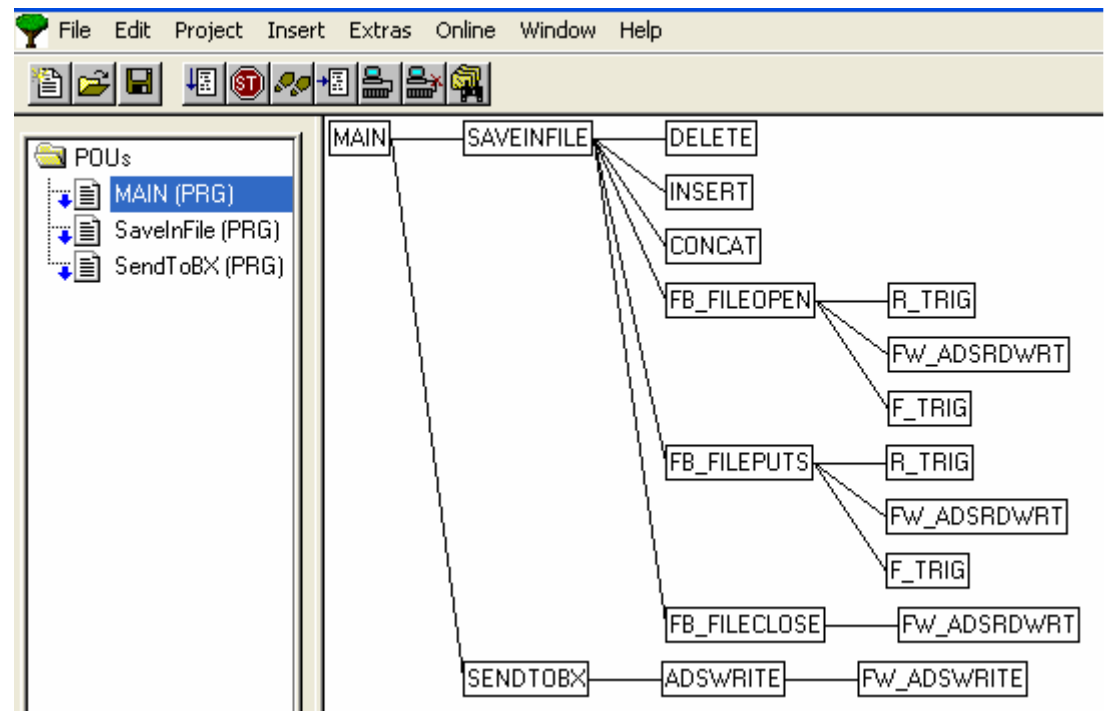 File Edit Project Insert Extras Online Window Help
ST
POUs
MAIN (PRG)
SaveInFile (PRG)
SendToBX (PRG)
MAIN SAVEINFILE DELETE
INSERT
CONCAT
FB_FILEOPEN R_TRIG
FW_ADSRDWRT
F_TRIG
FB_FILEPUTS R_TRIG
FW_ADSRDWRT
F_TRIG
FB_FILECLOSE FW_ADSRDWRT
SENDTOBX ADSWRITE FW_ADSWRITE